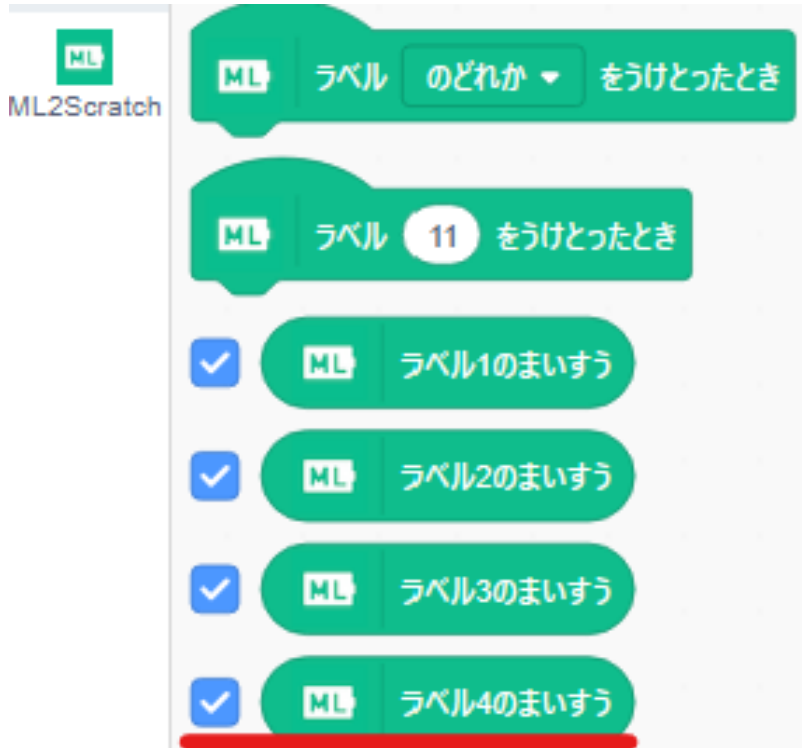 ML
ML2Scratch
ML ラベル のどれか をうけとったとき
ML ラベル 11 をうけとったとき
ML ラベル1のまいすう
ML ラベル2のまいすう
ML ラベル3のまいすう
ML ラベル4のまいすう